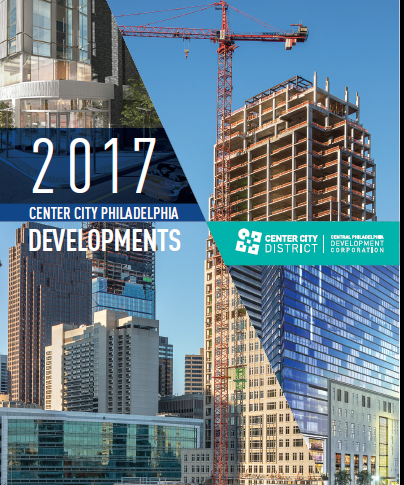 2017
CENTER CITY PHILADELPHIA
DEVELOPMENTS
CENTER CITY
DISTRICT
CENTRAL PHILADELPHIA
DEVELOPMENT
CORPORATION